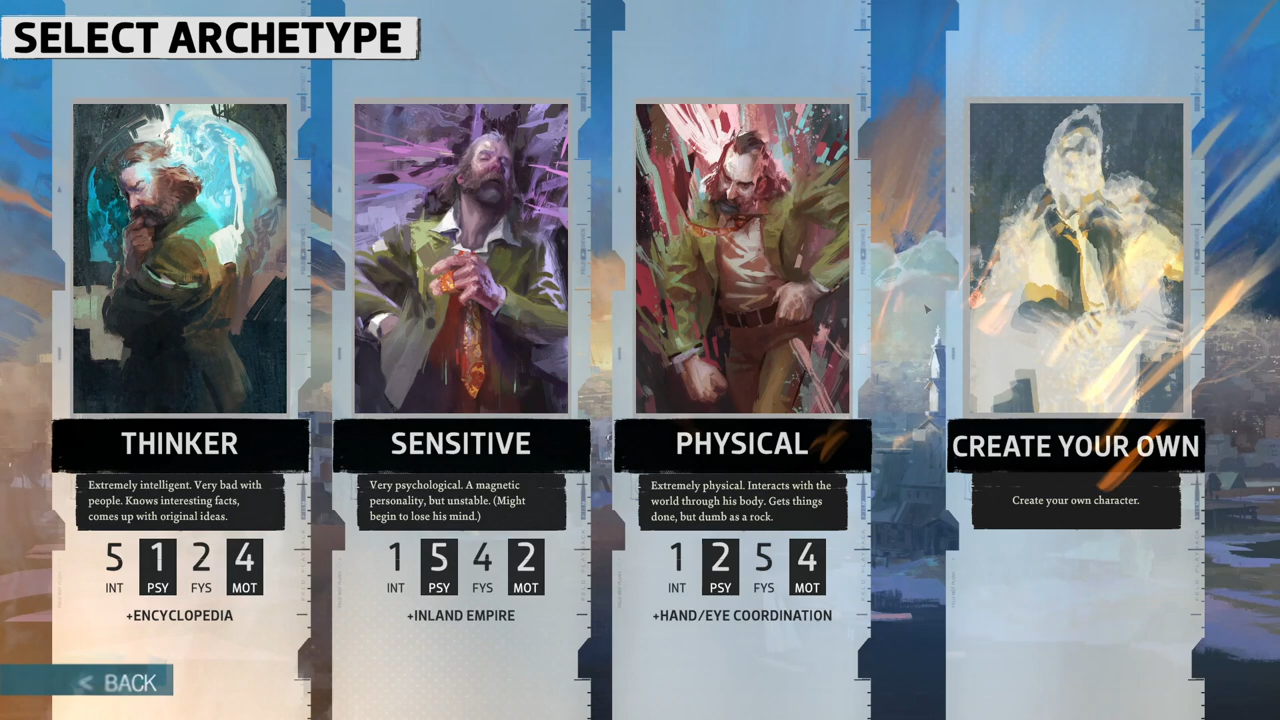 SELECT ARCHETYPE
THINKER
Extremely intelligent. Very bad with
people. Knows interesting facts,
comes up with original ideas.
5 1 2 4
INT PSY FYS MOT
+ENCYCLOPEDIA
SENSITIVE
Very psychological. A magnetic
personality, but unstable. (Might
begin to lose his mind.)
1 5 4 2
INT PSY FYS MOT
+INLAND EMPIRE
PHYSICAL
Extremely physical. Interacts with the
world through his body. Gets things
done, but dumb as a rock.
1 2 5 4
INT PSY FYS MOT
+HAND/EYE COORDINATION
CREATE YOUR OWN
Create your own character.
< BACK